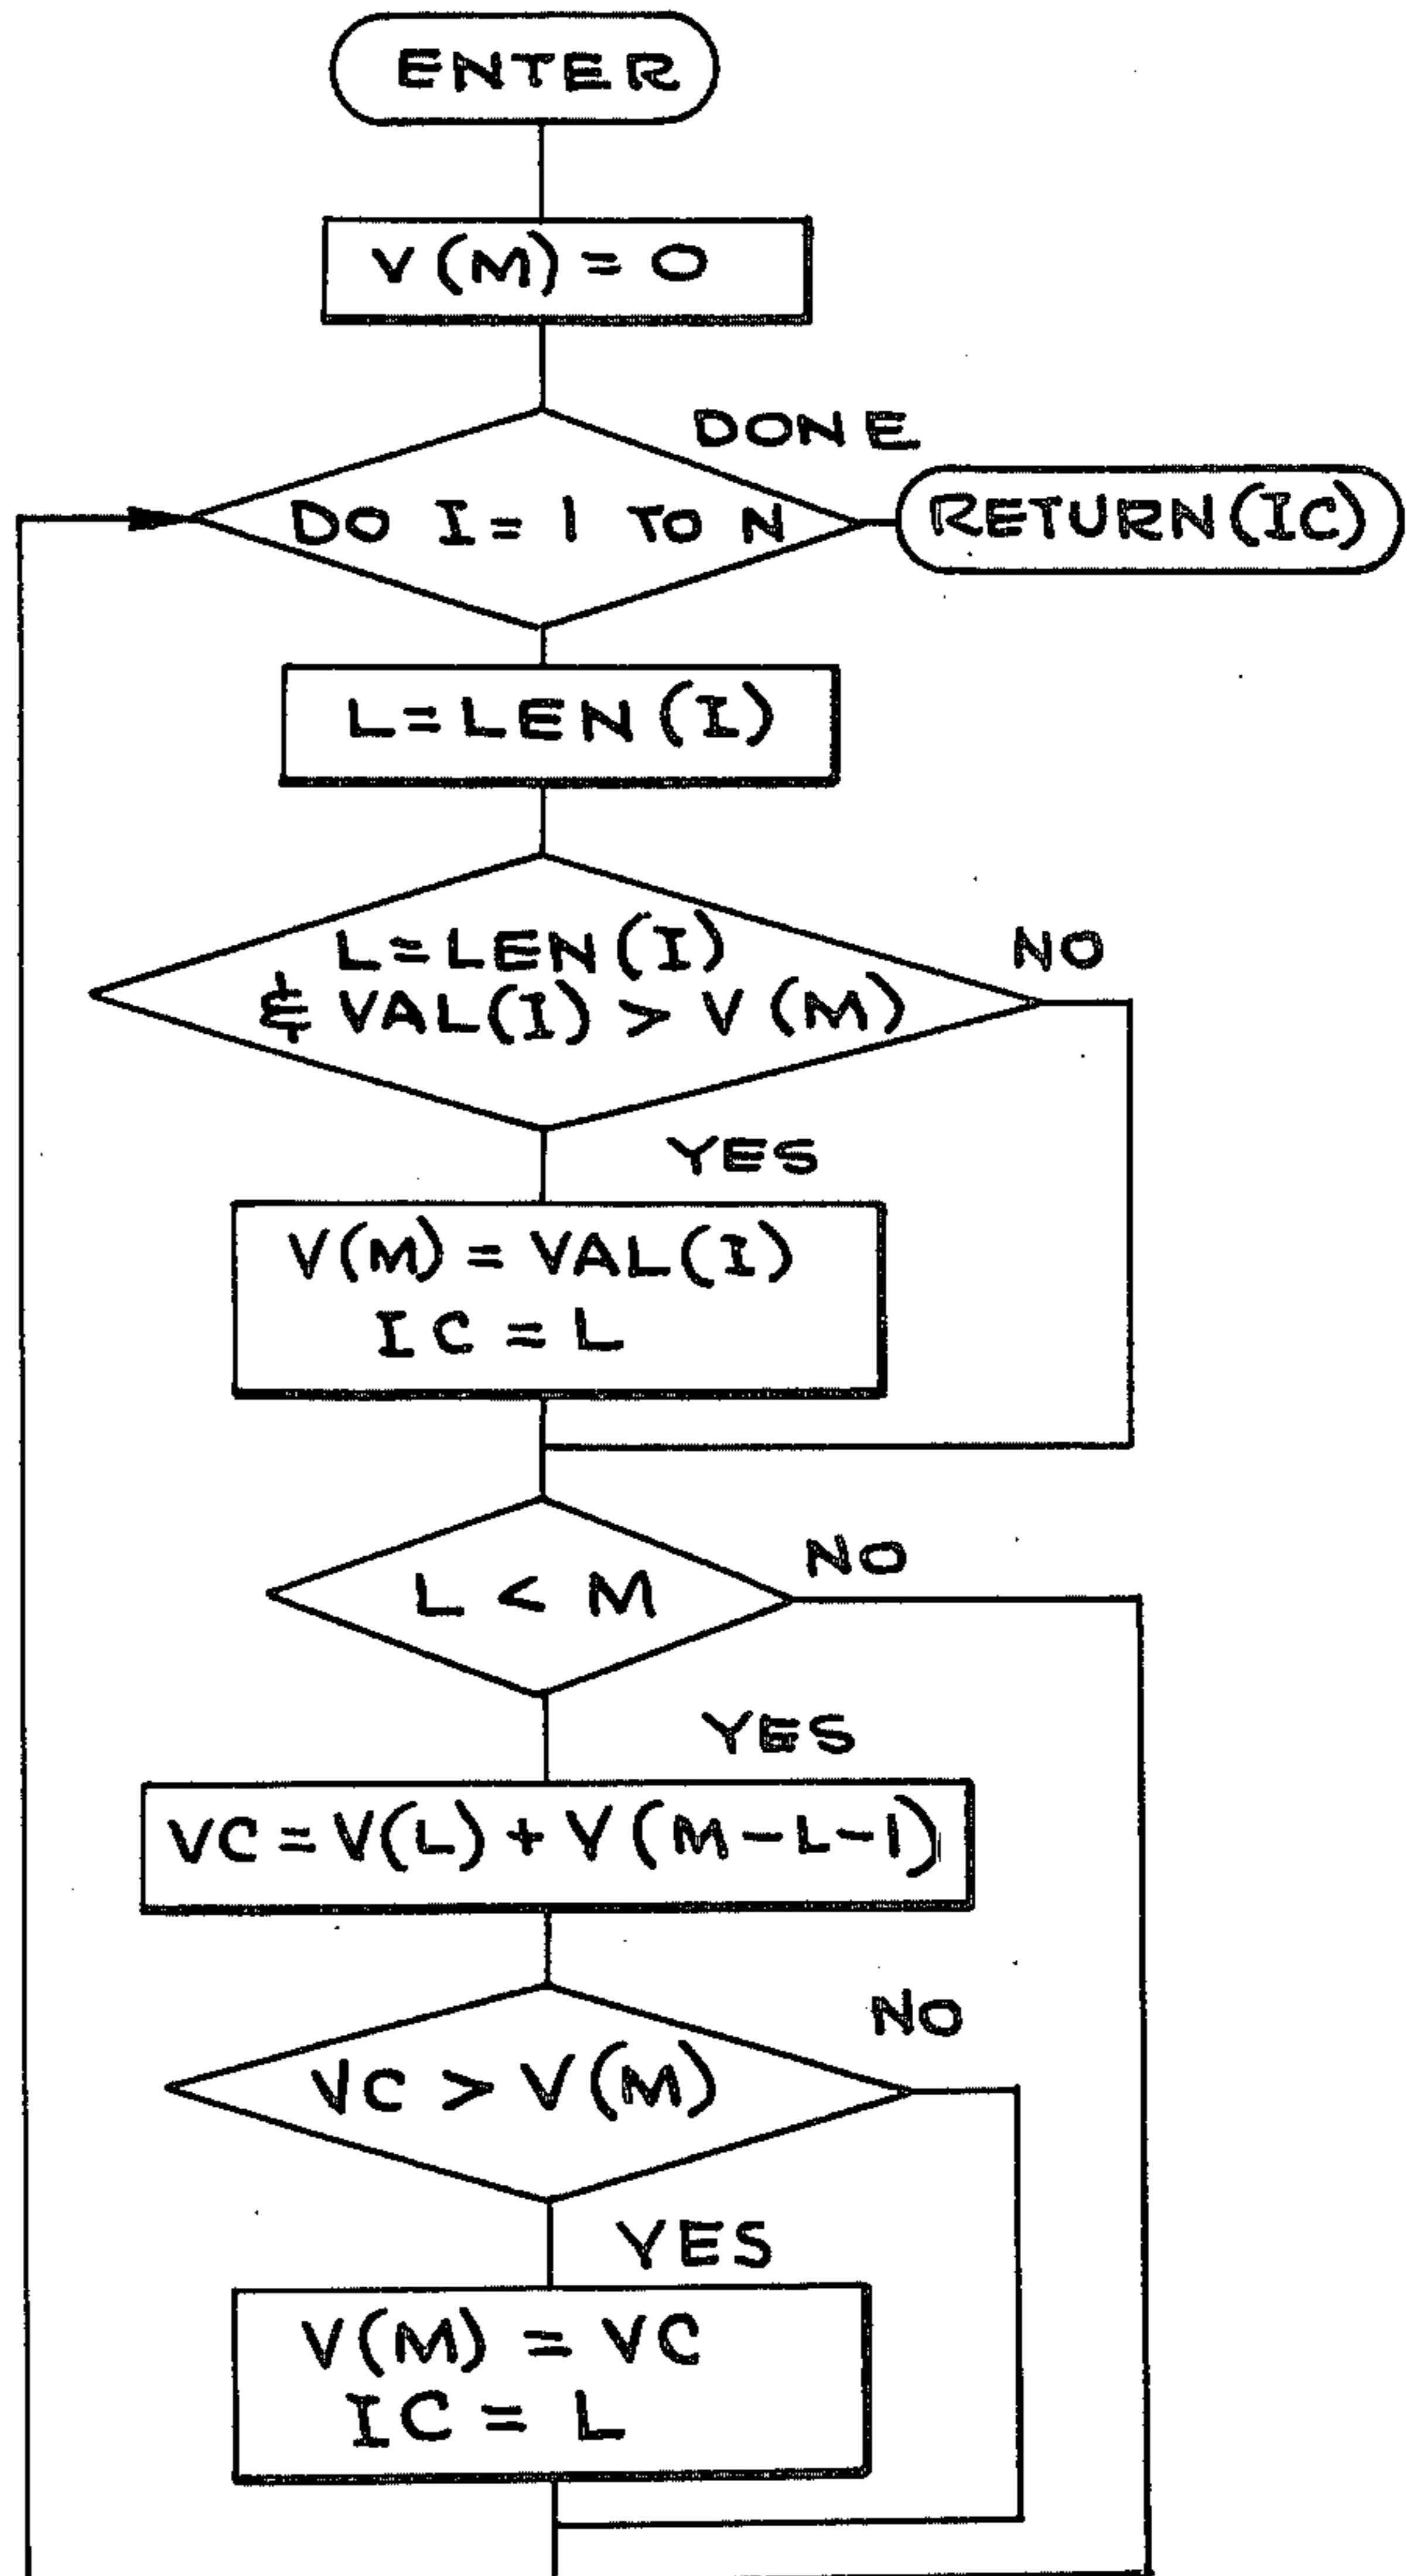 ENTER
V(M) = 0
DONE
DO I = 1 TO N
RETURN(IC)
L=LEN(I)
L=LEN(I)
& VAL(I) > V(M)
NO
YES
V(M) = VAL(I)
IC = L
L < M
NO
YES
VC = V(L) + V(M-L-1)
NO
VC > V(M)
YES
V(M) = VC
IC = L